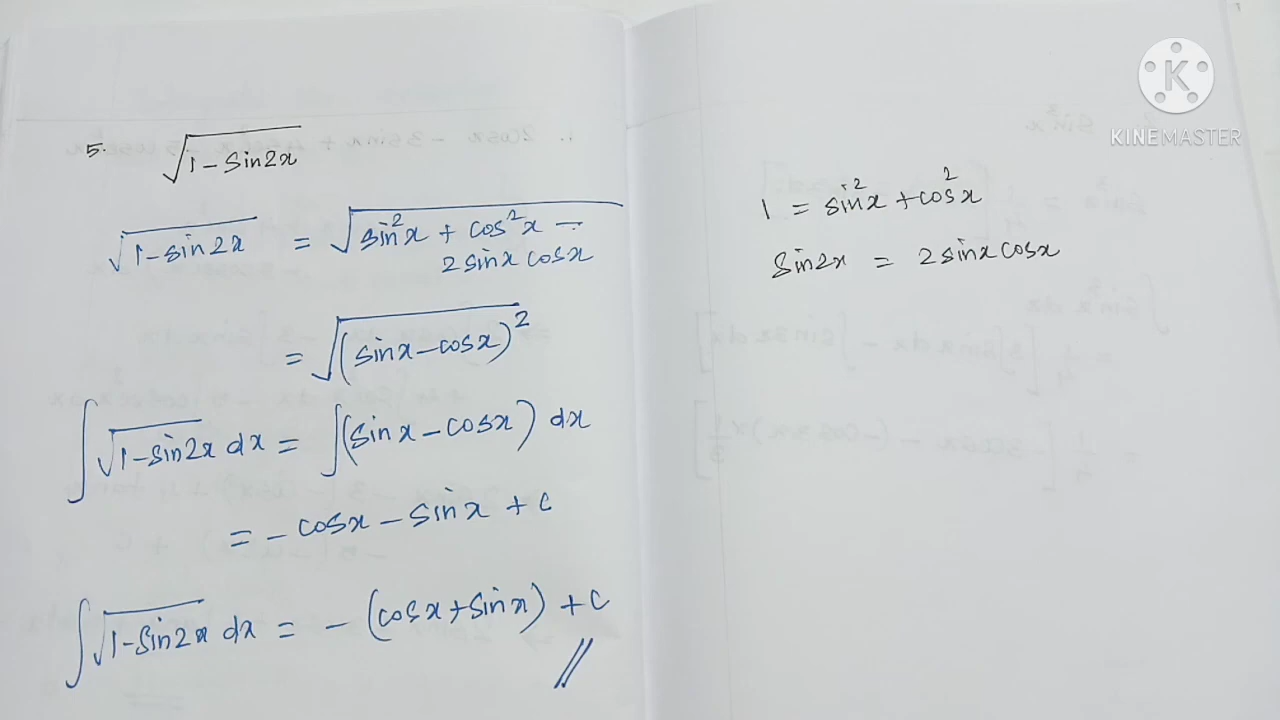 5. √(1 – Sin2x)
√(1 – sin2x) = √(sin²x + cos²x –
2sinx cosx)
= √((sinx – cosx)²)
∫√(1 – sin2x) dx = ∫(sinx – cosx) dx
= – cosx – sinx + c
∫√(1 – sin2x) dx = – (cosx + sinx) + c //
1 = sin²x + cos²x
Sin2x = 2sinx cosx
KINEMASTER